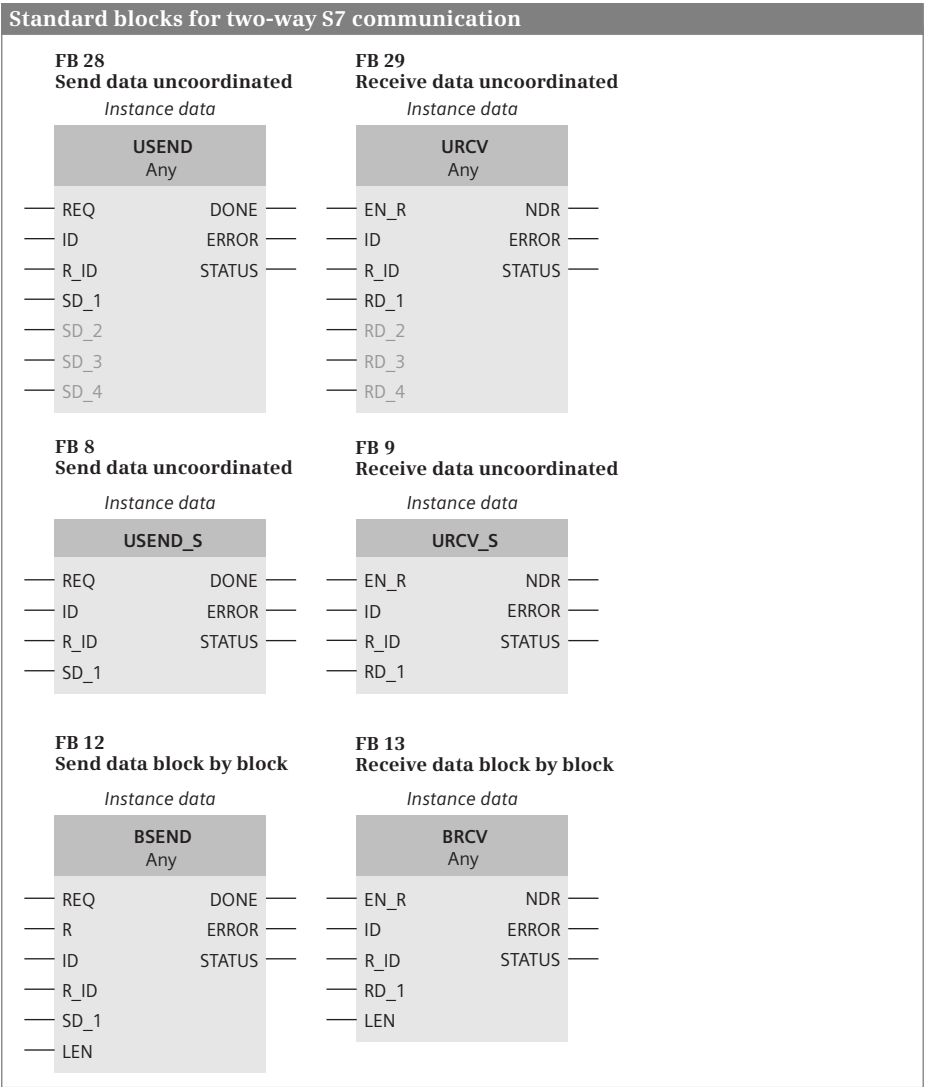 Standard blocks for two-way S7 communication
FB 28
Send data uncoordinated
Instance data
USEND
Any
REQ DONE
ID ERROR
R_ID STATUS
SD_1
SD_2
SD_3
SD_4
FB 29
Receive data uncoordinated
Instance data
URCV
Any
EN_R NDR
ID ERROR
R_ID STATUS
RD_1
RD_2
RD_3
RD_4
FB 8
Send data uncoordinated
Instance data
USEND_S
REQ DONE
ID ERROR
R_ID STATUS
SD_1
FB 9
Receive data uncoordinated
Instance data
URCV_S
EN_R NDR
ID ERROR
R_ID STATUS
RD_1
FB 12
Send data block by block
Instance data
BSEND
Any
REQ DONE
R ERROR
ID STATUS
R_ID
SD_1
LEN
FB 13
Receive data block by block
Instance data
BRCV
Any
EN_R NDR
ID ERROR
R_ID STATUS
RD_1
LEN